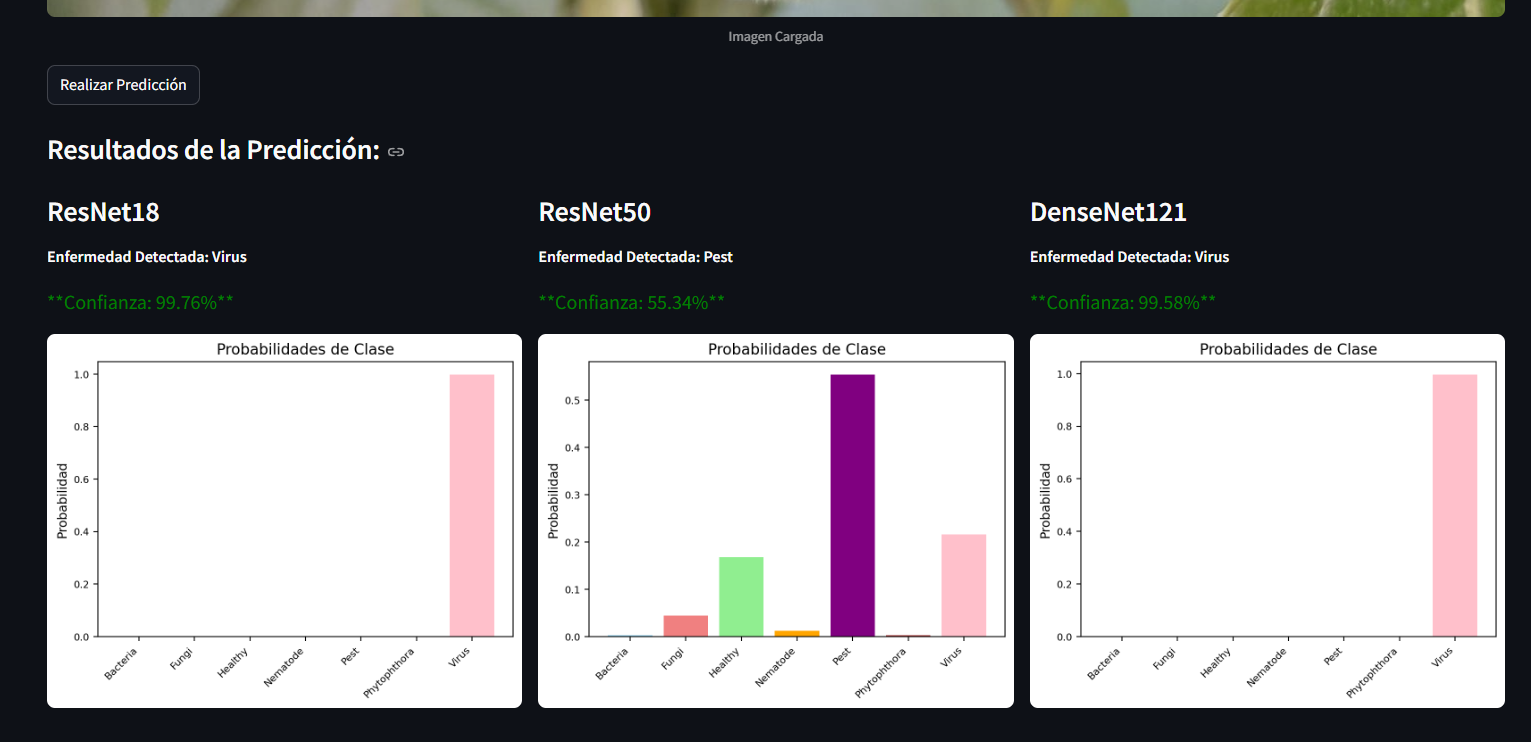 Imagen Cargada
Realizar Predicción
Resultados de la Predicción:
ResNet18
Enfermedad Detectada: Virus
**Confianza: 99.76%**
Probabilidades de Clase
Probabilidad
1.0
0.8
0.6
0.4
0.2
0.0
Bacteria
Fungi
Healthy
Nematode
Pest
Phytophthora
Virus
ResNet50
Enfermedad Detectada: Pest
**Confianza: 55.34%**
Probabilidades de Clase
Probabilidad
0.5
0.4
0.3
0.2
0.1
0.0
Bacteria
Fungi
Healthy
Nematode
Pest
Phytophthora
Virus
DenseNet121
Enfermedad Detectada: Virus
**Confianza: 99.58%**
Probabilidades de Clase
Probabilidad
1.0
0.8
0.6
0.4
0.2
0.0
Bacteria
Fungi
Healthy
Nematode
Pest
Phytophthora
Virus